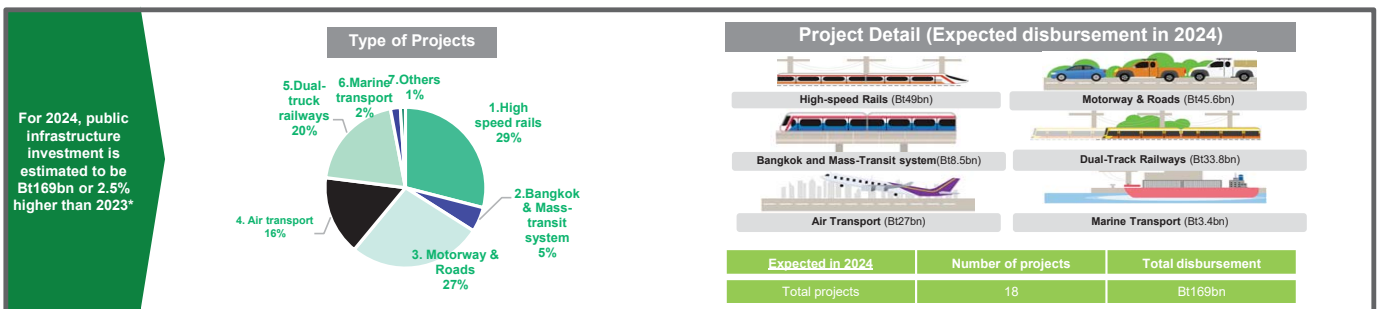 For 2024, public
infrastructure
investment is
estimated to be
Bt169bn or 2.5%
higher than 2023*
Type of Projects
5.Dual-
truck
railways
20%
6.Marine
transport
2%
7.Others
1%
1.High
speed rails
29%
2.Bangkok
& Mass-
transit
system
5%
4. Air transport
16%
3. Motorway &
Roads
27%
Project Detail (Expected disbursement in 2024)
High-speed Rails (Bt49bn)
Motorway & Roads (Bt45.6bn)
Bangkok and Mass-Transit system(Bt8.5bn)
Dual-Track Railways (Bt33.8bn)
Air Transport (Bt27bn)
Marine Transport (Bt3.4bn)
Expected in 2024 Number of projects Total disbursement
Total projects 18 Bt169bn